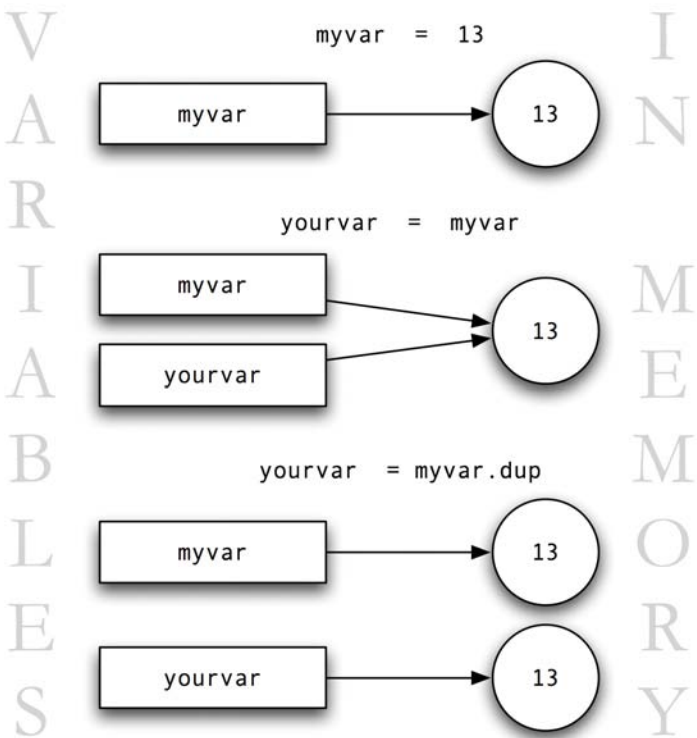 VARIABLES
IN MEMORY
myvar = 13
myvar
13
yourvar = myvar
myvar
yourvar
13
yourvar = myvar.dup
myvar
13
yourvar
13